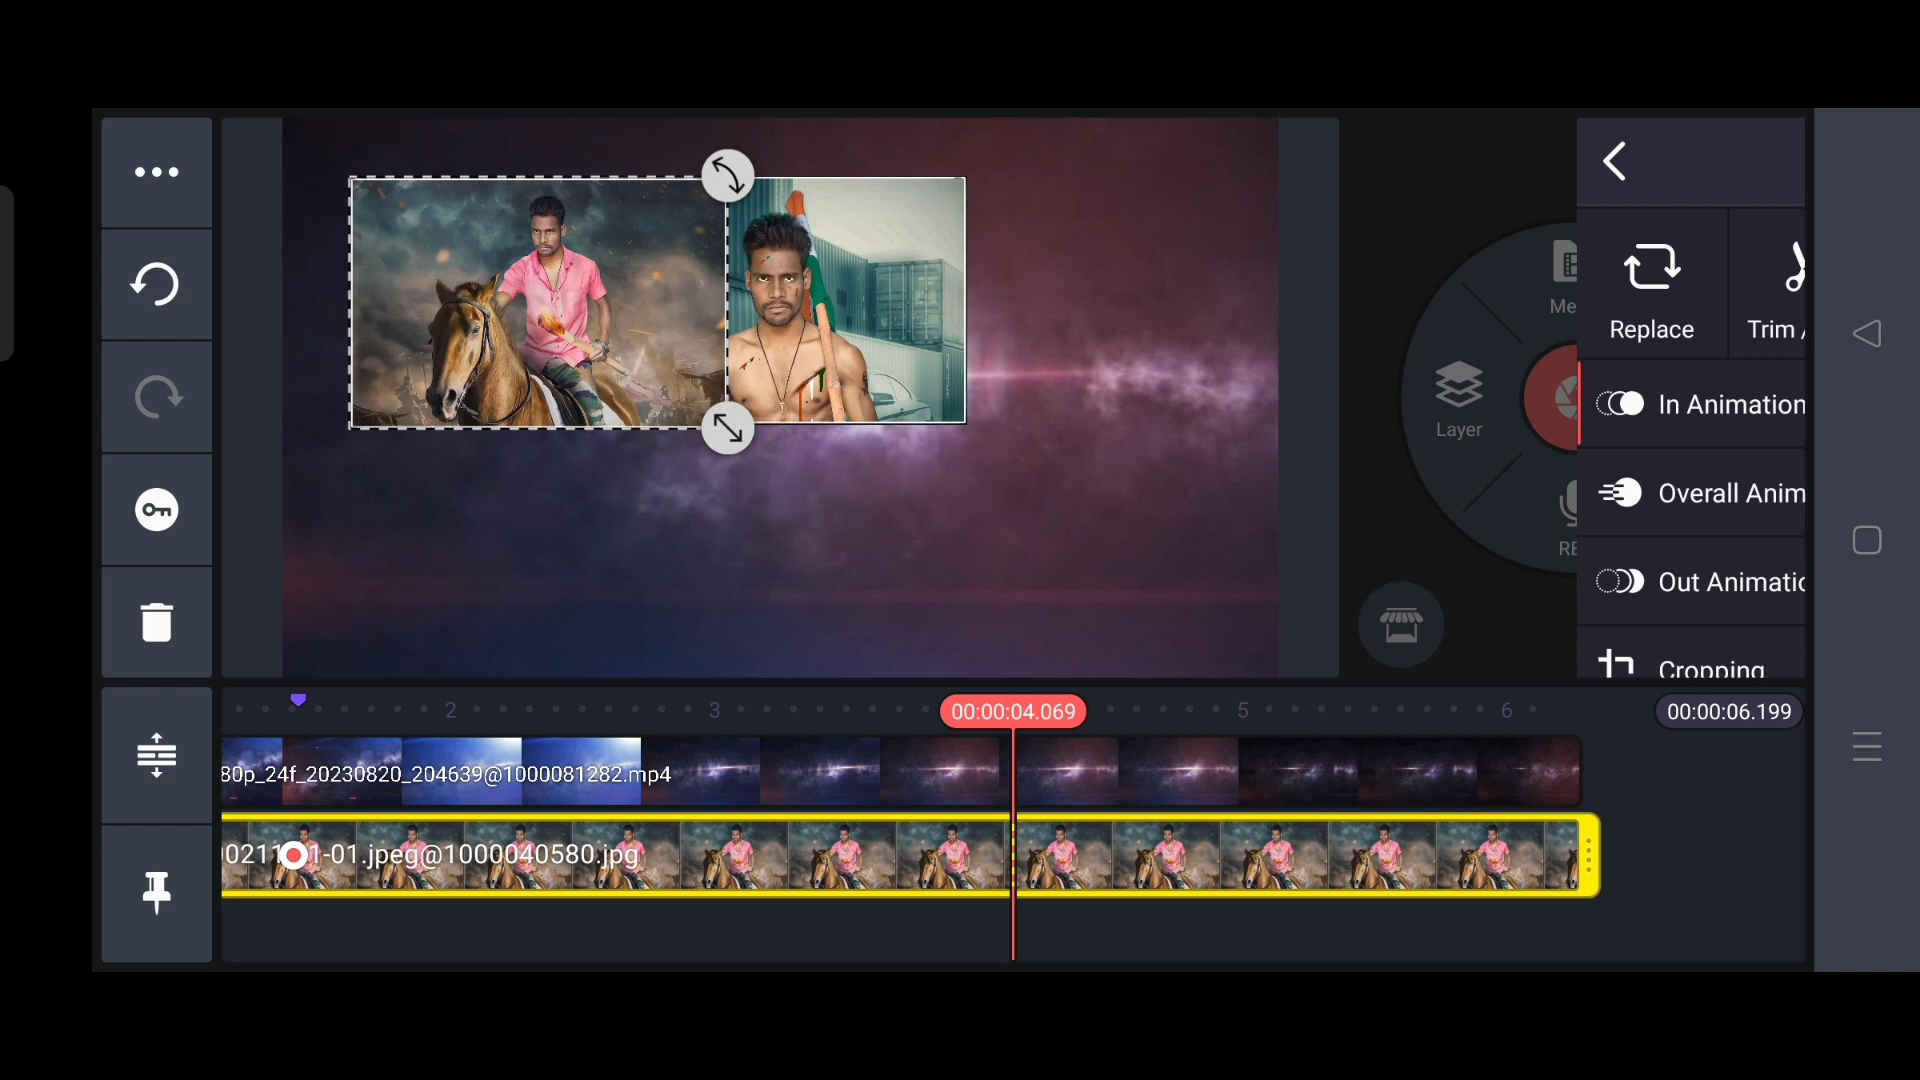 Me
Layer
RE
Replace
Trim /
In Animation
Overall Anim
Out Animatic
Cropping
2
3
00:00:04.069
5
6
00:00:06.199
80p_24f_20230820_204639@1000081282.mp4
1-01.jpeg@1000040580.jpg